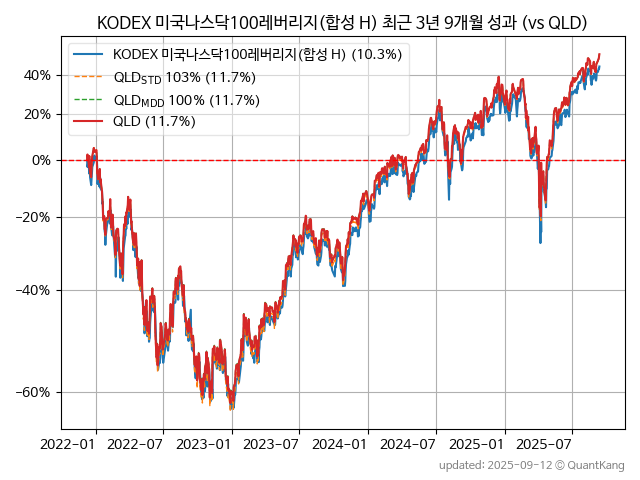 KODEX 미국나스닥100레버리지(합성 H) 최근 3년 9개월 성과 (vs QLD)
KODEX 미국나스닥100레버리지(합성 H) (10.3%)
QLD_STD 103% (11.7%)
QLD_MDD 100% (11.7%)
QLD (11.7%)
40%
20%
0%
−20%
−40%
−60%
2022-01 2022-07 2023-01 2023-07 2024-01 2024-07 2025-01 2025-07
updated: 2025-09-12 © QuantKang